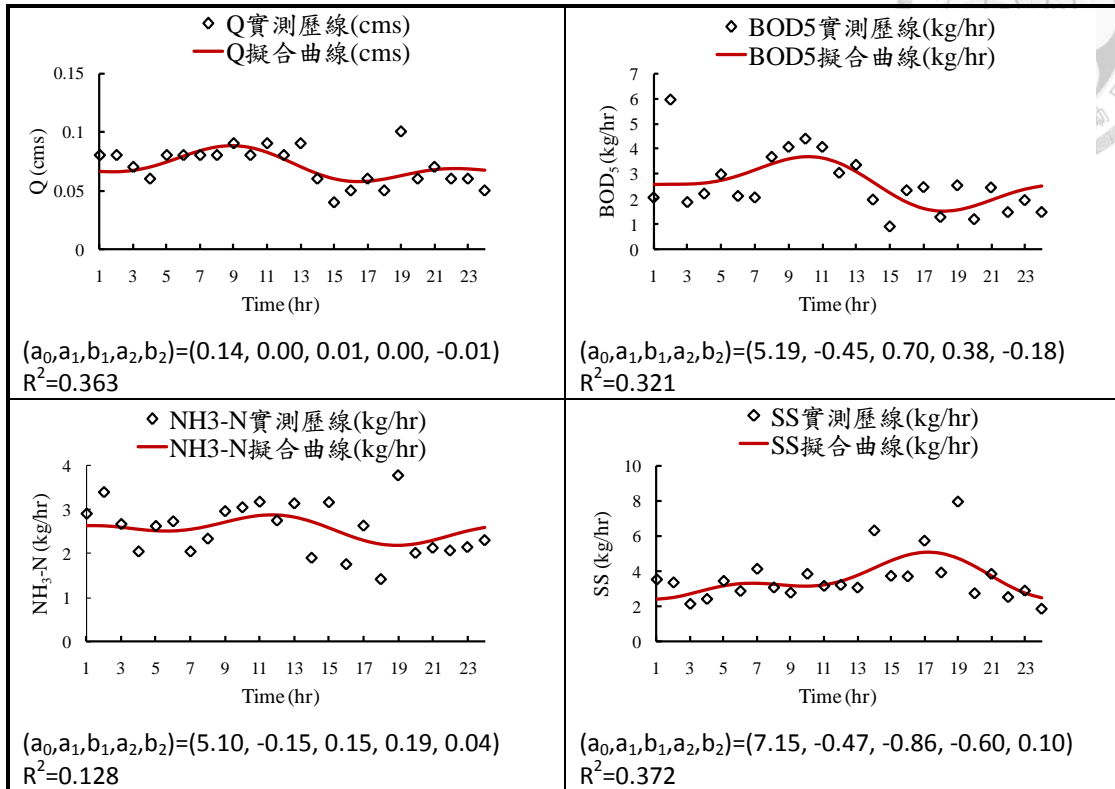 Q實測歷線(cms)
Q擬合曲線(cms)
0.15
0.1
0.05
0
Q (cms)
1 3 5 7 9 11 13 15 17 19 21 23
Time (hr)
(a₀,a₁,b₁,a₂,b₂)=(0.14, 0.00, 0.01, 0.00, -0.01)
R²=0.363
BOD5實測歷線(kg/hr)
BOD5擬合曲線(kg/hr)
7
6
5
4
3
2
1
0
BOD₅ (kg/hr)
1 3 5 7 9 11 13 15 17 19 21 23
Time (hr)
(a₀,a₁,b₁,a₂,b₂)=(5.19, -0.45, 0.70, 0.38, -0.18)
R²=0.321
NH3-N實測歷線(kg/hr)
NH3-N擬合曲線(kg/hr)
4
3
2
1
0
NH₃-N (kg/hr)
1 3 5 7 9 11 13 15 17 19 21 23
Time (hr)
(a₀,a₁,b₁,a₂,b₂)=(5.10, -0.15, 0.15, 0.19, 0.04)
R²=0.128
SS實測歷線(kg/hr)
SS擬合曲線(kg/hr)
10
8
6
4
2
0
SS (kg/hr)
1 3 5 7 9 11 13 15 17 19 21 23
Time (hr)
(a₀,a₁,b₁,a₂,b₂)=(7.15, -0.47, -0.86, -0.60, 0.10)
R²=0.372